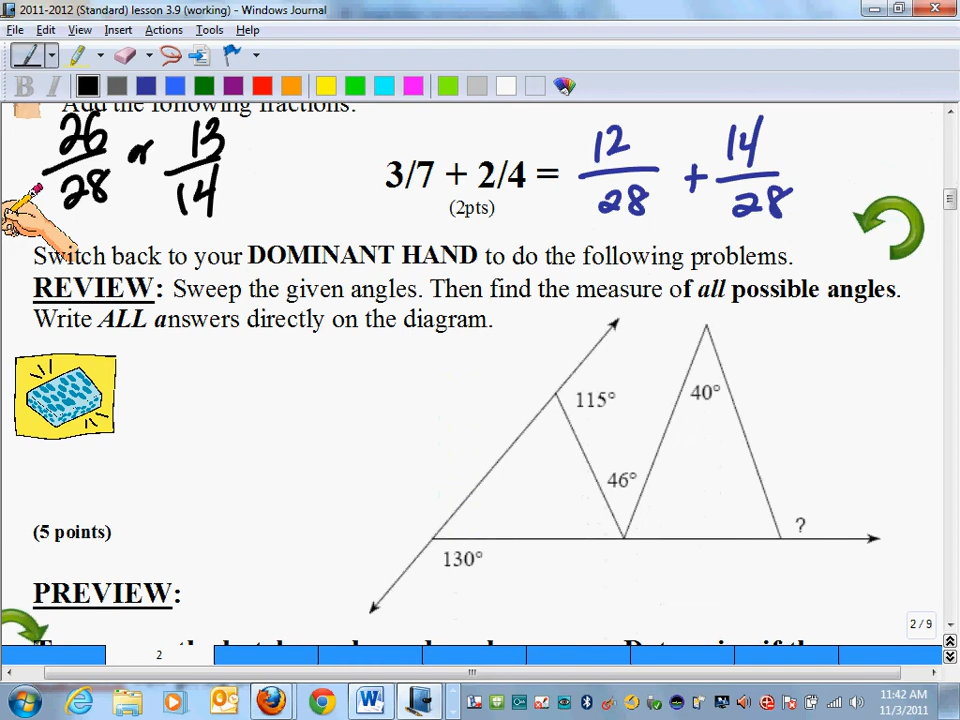 2011-2012 (Standard) lesson 3.9 (working) - Windows Journal
File Edit View Insert Actions Tools Help
B I
Add the following fractions:
26/28 or 13/14
3/7 + 2/4 = 12/28 + 14/28
(2pts)
Switch back to your DOMINANT HAND to do the following problems.
REVIEW: Sweep the given angles. Then find the measure of all possible angles.
Write ALL answers directly on the diagram.
115°
40°
46°
(5 points)
?
130°
PREVIEW:
2 / 9
2
11:42 AM
11/3/2011